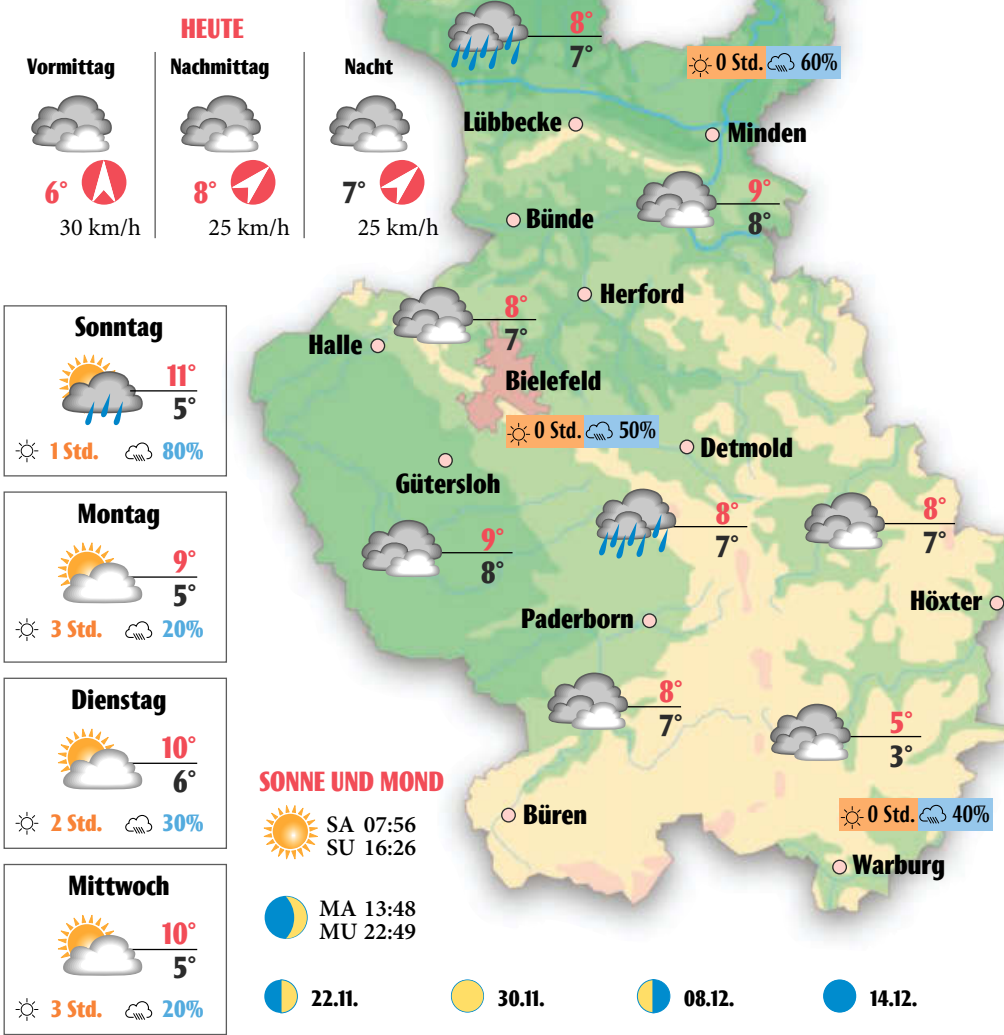 HEUTE
Vormittag
6°
30 km/h
Nachmittag
8°
25 km/h
Nacht
7°
25 km/h
Sonntag
11°
5°
1 Std. 80%
Montag
9°
5°
3 Std. 20%
Dienstag
10°
6°
2 Std. 30%
Mittwoch
10°
5°
3 Std. 20%
8°
7°
0 Std. 60%
Lübbecke
Minden
9°
8°
Bünde
Herford
8°
7°
Halle
Bielefeld
0 Std. 50%
Detmold
Gütersloh
9°
8°
8°
7°
8°
7°
Höxter
Paderborn
8°
7°
5°
3°
0 Std. 40%
Büren
Warburg
SONNE UND MOND
SA 07:56
SU 16:26
MA 13:48
MU 22:49
22.11. 30.11. 08.12. 14.12.